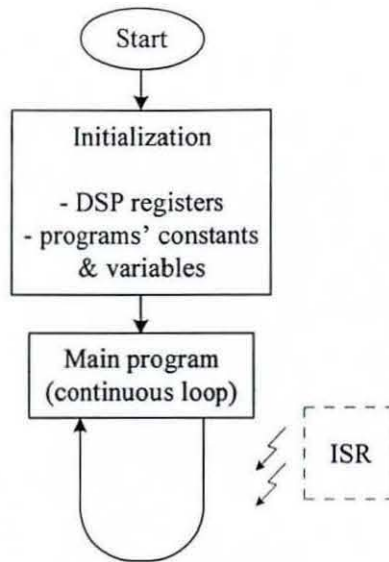 Start
Initialization
- DSP registers
- programs' constants
& variables
Main program
(continuous loop)
ISR